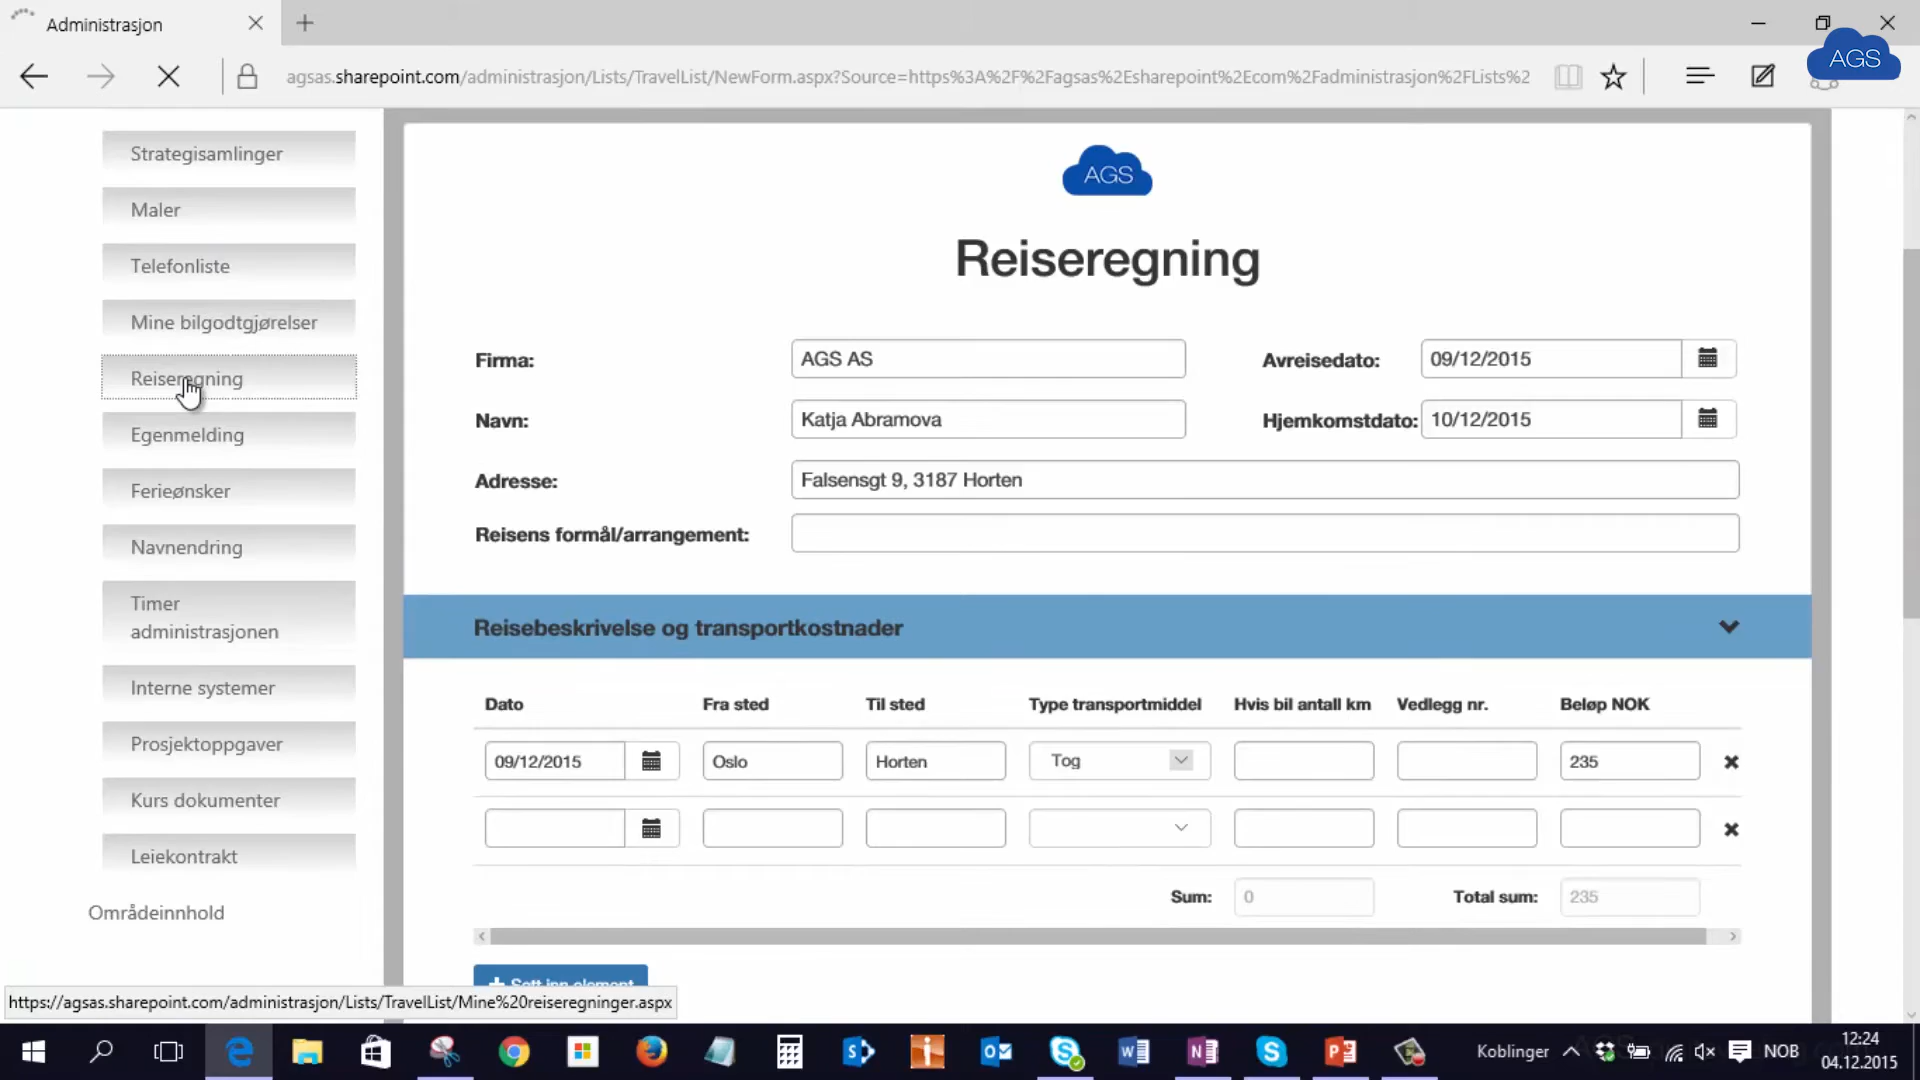 Administrasjon
AGS
agsas.sharepoint.com/administrasjon/Lists/TravelList/NewForm.aspx?Source=https%3A%2F%2Fagsas%2Esharepoint%2Ecom%2Fadministrasjon%2FLists%2
Strategisamlinger
Maler
Telefonliste
Mine bilgodtgjørelser
Reiseregning
Egenmelding
Ferieønsker
Navnendring
Timer
administrasjonen
Interne systemer
Prosjektoppgaver
Kurs dokumenter
Leiekontrakt
Områdeinnhold
AGS
Reiseregning
Firma: AGS AS Avreisedato: 09/12/2015
Navn: Katja Abramova Hjemkomstdato: 10/12/2015
Adresse: Falsensgt 9, 3187 Horten
Reisens formål/arrangement:
Reisebeskrivelse og transportkostnader
Dato Fra sted Til sted Type transportmiddel Hvis bil antall km Vedlegg nr. Beløp NOK
09/12/2015 Oslo Horten Tog 235
Sum: 0 Total sum: 235
+ Sett inn element
https://agsas.sharepoint.com/administrasjon/Lists/TravelList/Mine%20reiseregninger.aspx
Koblinger NOB 12:24
04.12.2015